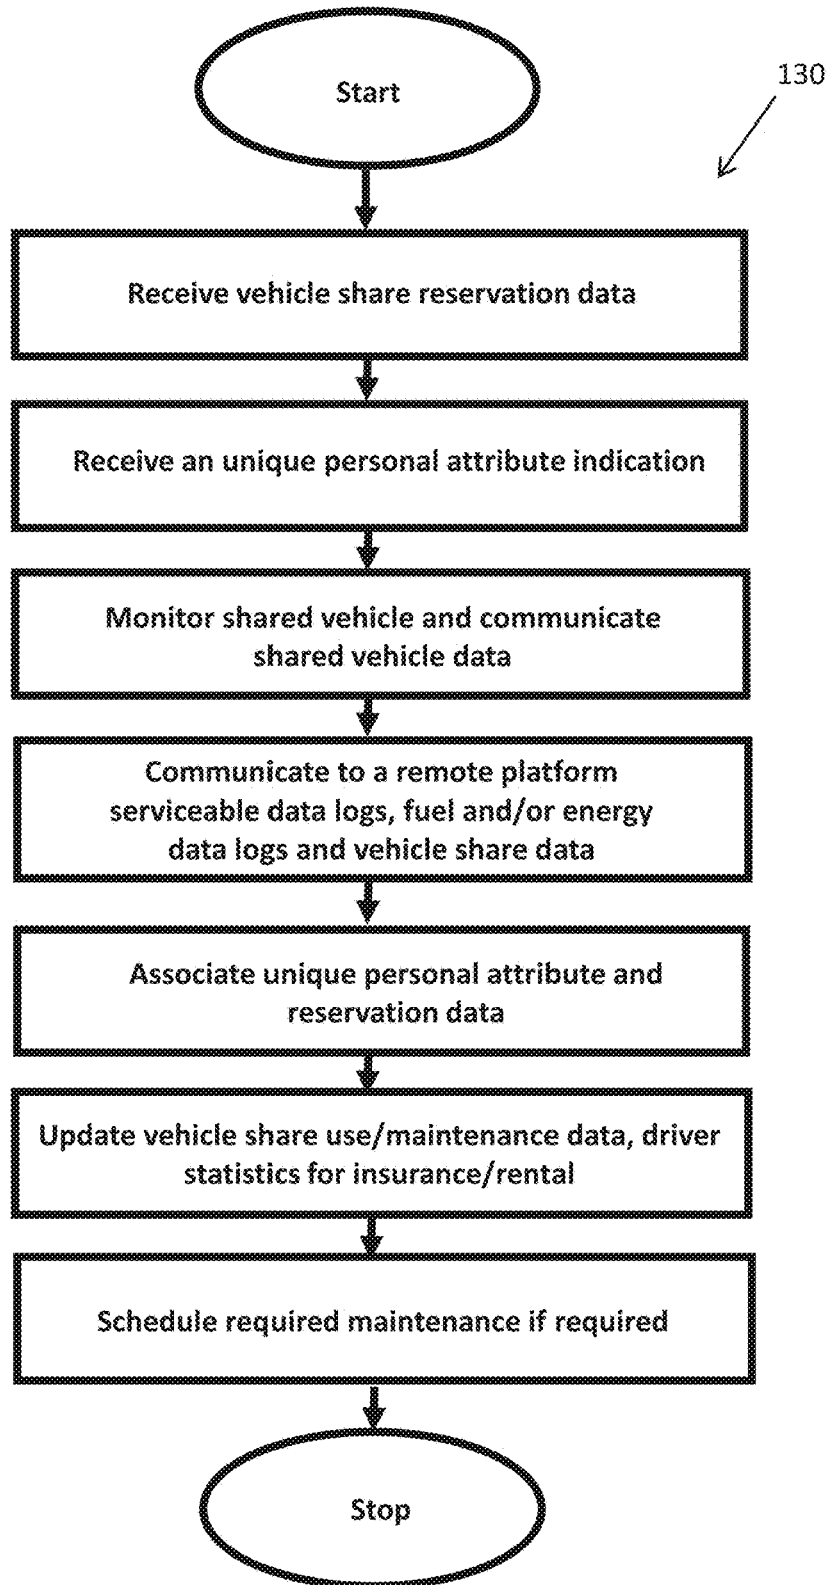 Start
130
Receive vehicle share reservation data
Receive an unique personal attribute indication
Monitor shared vehicle and communicate
shared vehicle data
Communicate to a remote platform
serviceable data logs, fuel and/or energy
data logs and vehicle share data
Associate unique personal attribute and
reservation data
Update vehicle share use/maintenance data, driver
statistics for insurance/rental
Schedule required maintenance if required
Stop